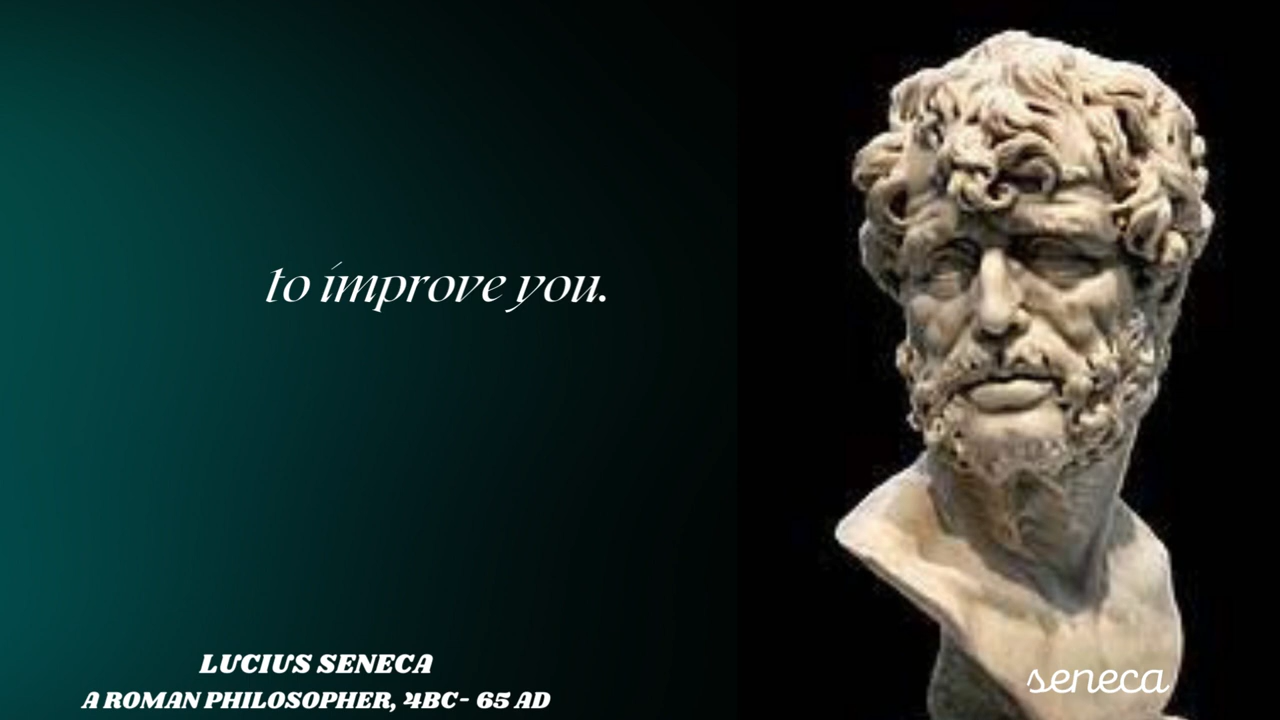 to improve you.
LUCIUS SENECA
A ROMAN PHILOSOPHER, 4BC- 65 AD
seneca